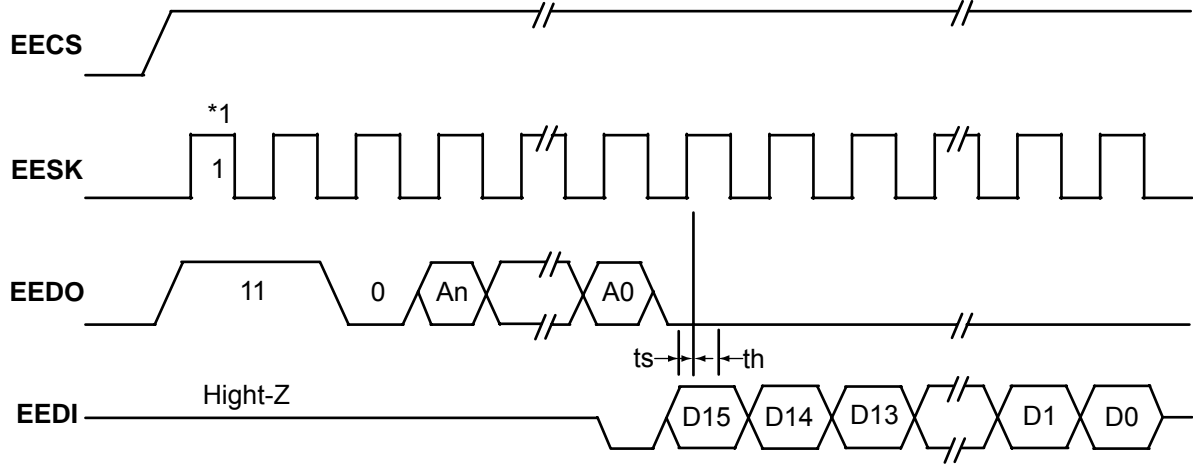 EECS
*1
EESK
1
EEDO
11 0 An A0
ts th
Hight-Z
EEDI
D15 D14 D13 D1 D0